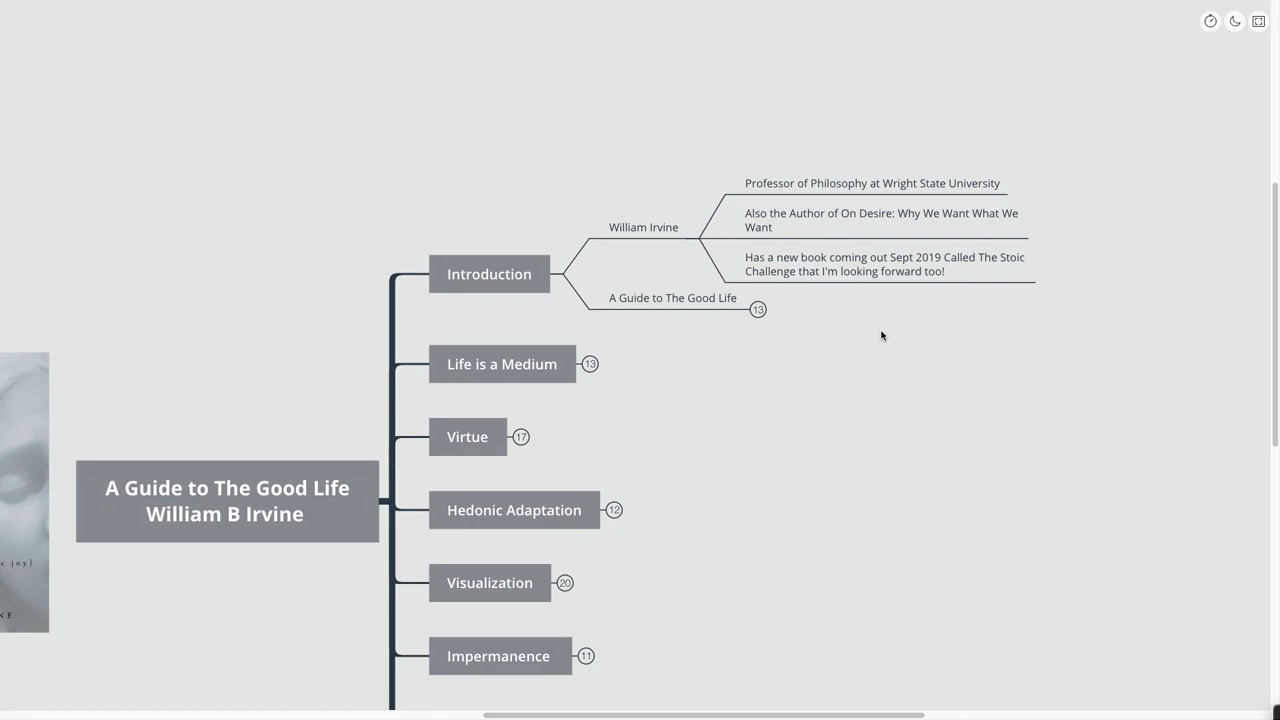 Professor of Philosophy at Wright State University
Also the Author of On Desire: Why We Want What We
Want
William Irvine
Has a new book coming out Sept 2019 Called The Stoic
Challenge that I'm looking forward too!
Introduction
A Guide to The Good Life
13
Life is a Medium
13
Virtue
17
A Guide to The Good Life
William B Irvine
Hedonic Adaptation
12
Visualization
20
Impermanence
11
c joy)
NE